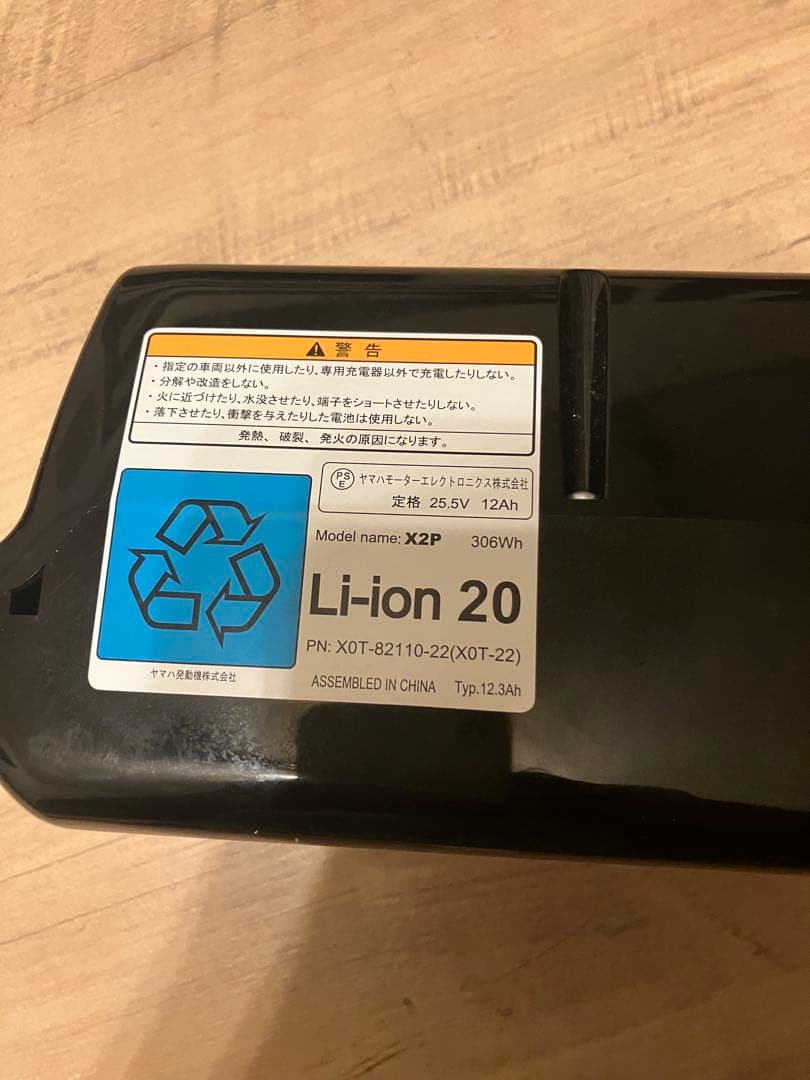 警告
・指定の車両以外に使用したり、専用充電器以外で充電したりしない。
・分解や改造をしない。
・火に近づけたり、水没させたり、端子をショートさせたりしない。
・落下させたり、衝撃を与えたりした電池は使用しない。
発熱、破裂、発火の原因になります。
PS
E
ヤマハモーターエレクトロニクス株式会社
定格 25.5V 12Ah
Model name: X2P 306Wh
Li-ion 20
PN: X0T-82110-22(X0T-22)
ヤマハ発動機株式会社
ASSEMBLED IN CHINA Typ.12.3Ah